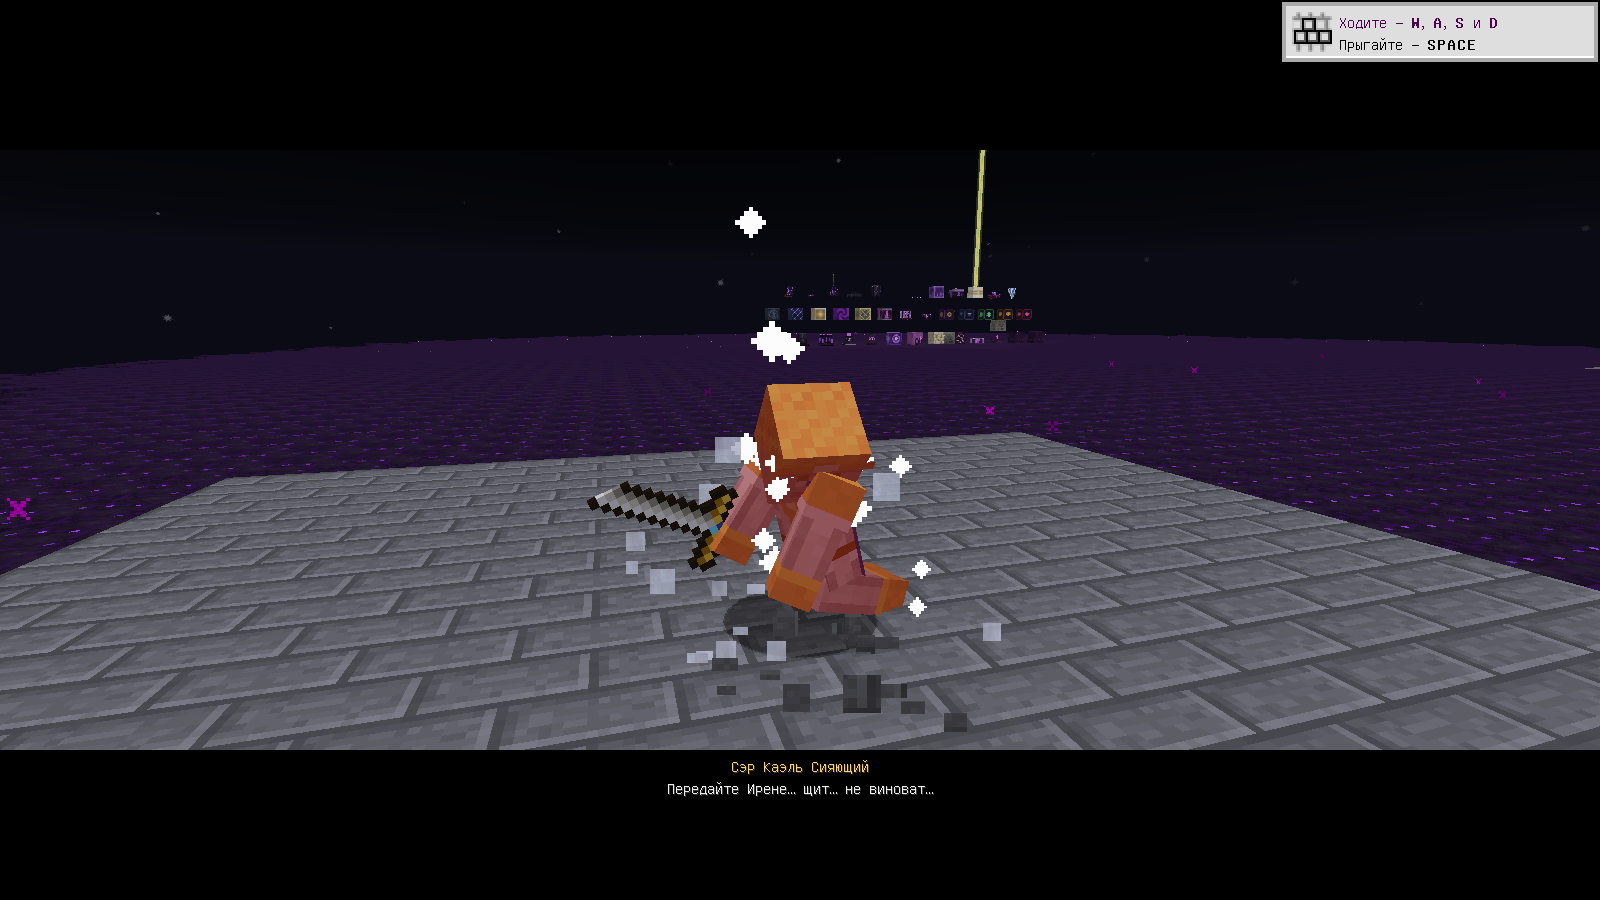 Ходите – W, A, S и D
Прыгайте – SPACE
Сэр Каэль Сияющий
Передайте Ирене… щит… не виноват…